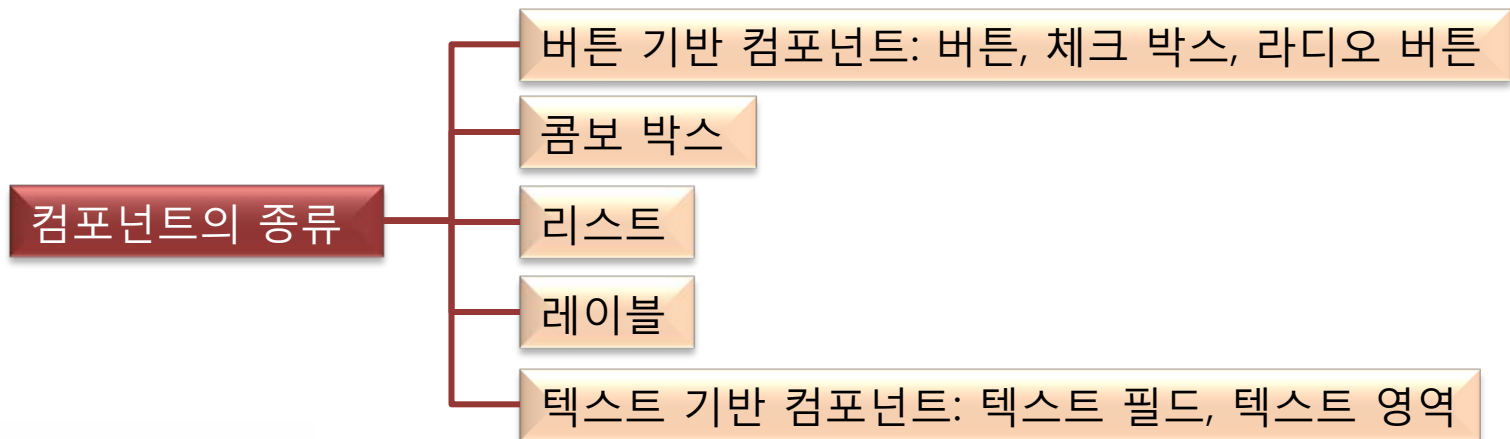 버튼 기반 컴포넌트: 버튼, 체크 박스, 라디오 버튼
콤보 박스
컴포넌트의 종류
리스트
레이블
텍스트 기반 컴포넌트: 텍스트 필드, 텍스트 영역